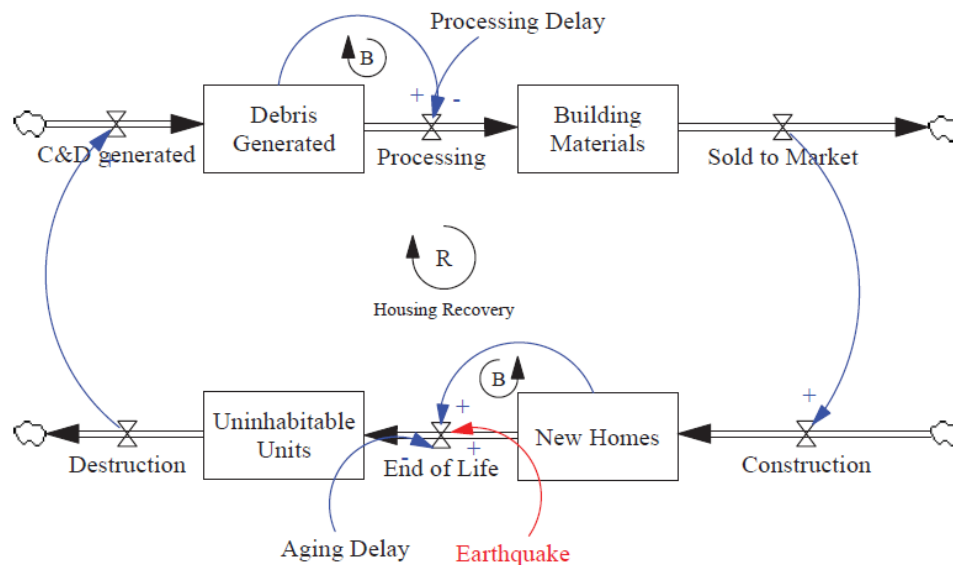 Processing Delay
B
+ -
Debris
Generated
Building
Materials
C&D generated
+
Processing
Sold to Market
R
Housing Recovery
B
+
+
Uninhabitable
Units
New Homes
Destruction
-
+
End of Life
Construction
Aging Delay
Earthquake